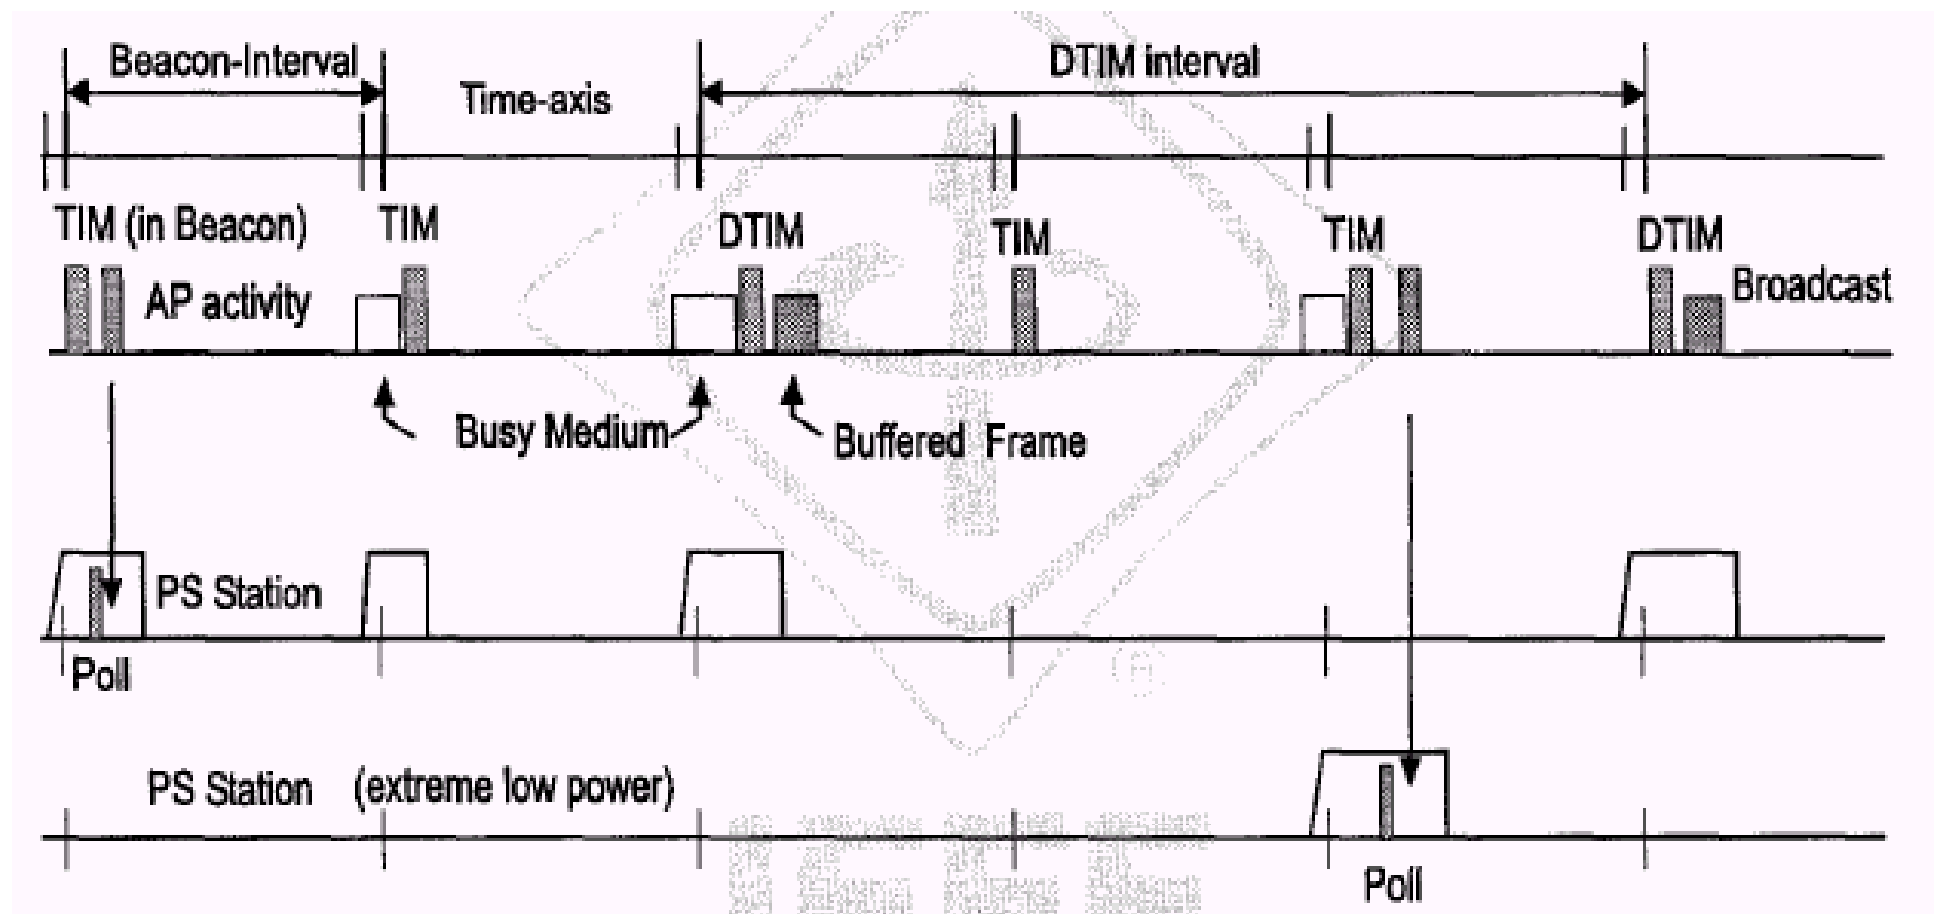 Beacon-Interval
DTIM interval
Time-axis
TIM (in Beacon)
TIM
DTIM
TIM
TIM
DTIM
AP activity
Broadcast
Busy Medium
Buffered Frame
PS Station
Poll
PS Station (extreme low power)
Poll
IEEE
®